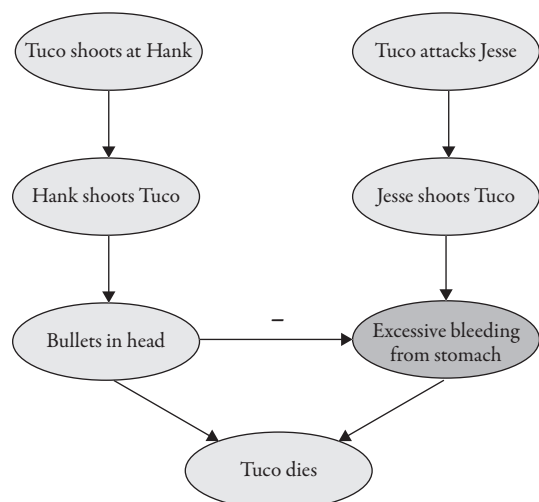 Tuco shoots at Hank
Tuco attacks Jesse
Hank shoots Tuco
Jesse shoots Tuco
–
Bullets in head
Excessive bleeding
from stomach
Tuco dies